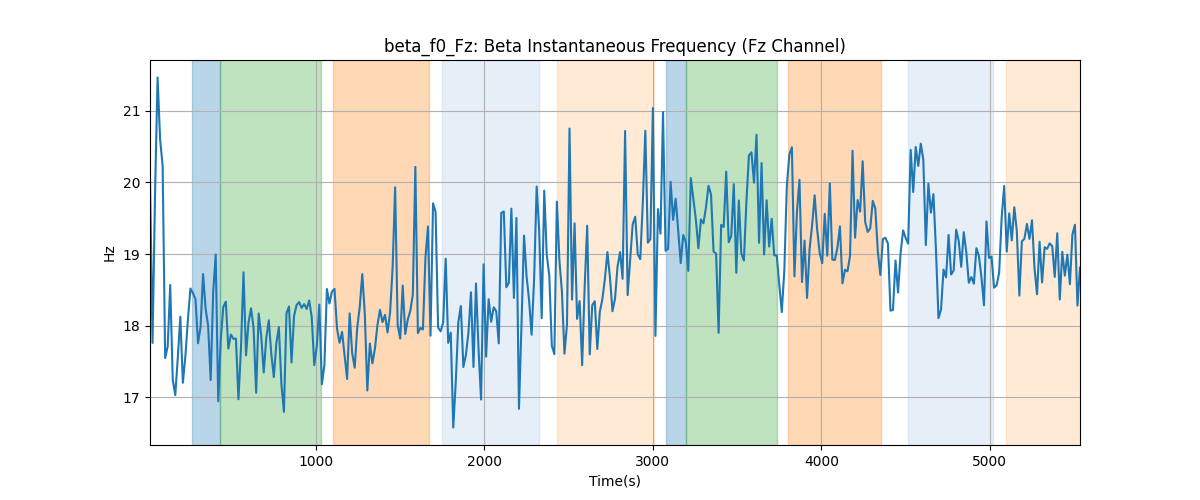 beta_f0_Fz: Beta Instantaneous Frequency (Fz Channel)
Hz
21
20
19
18
17
1000 2000 3000 4000 5000
Time(s)